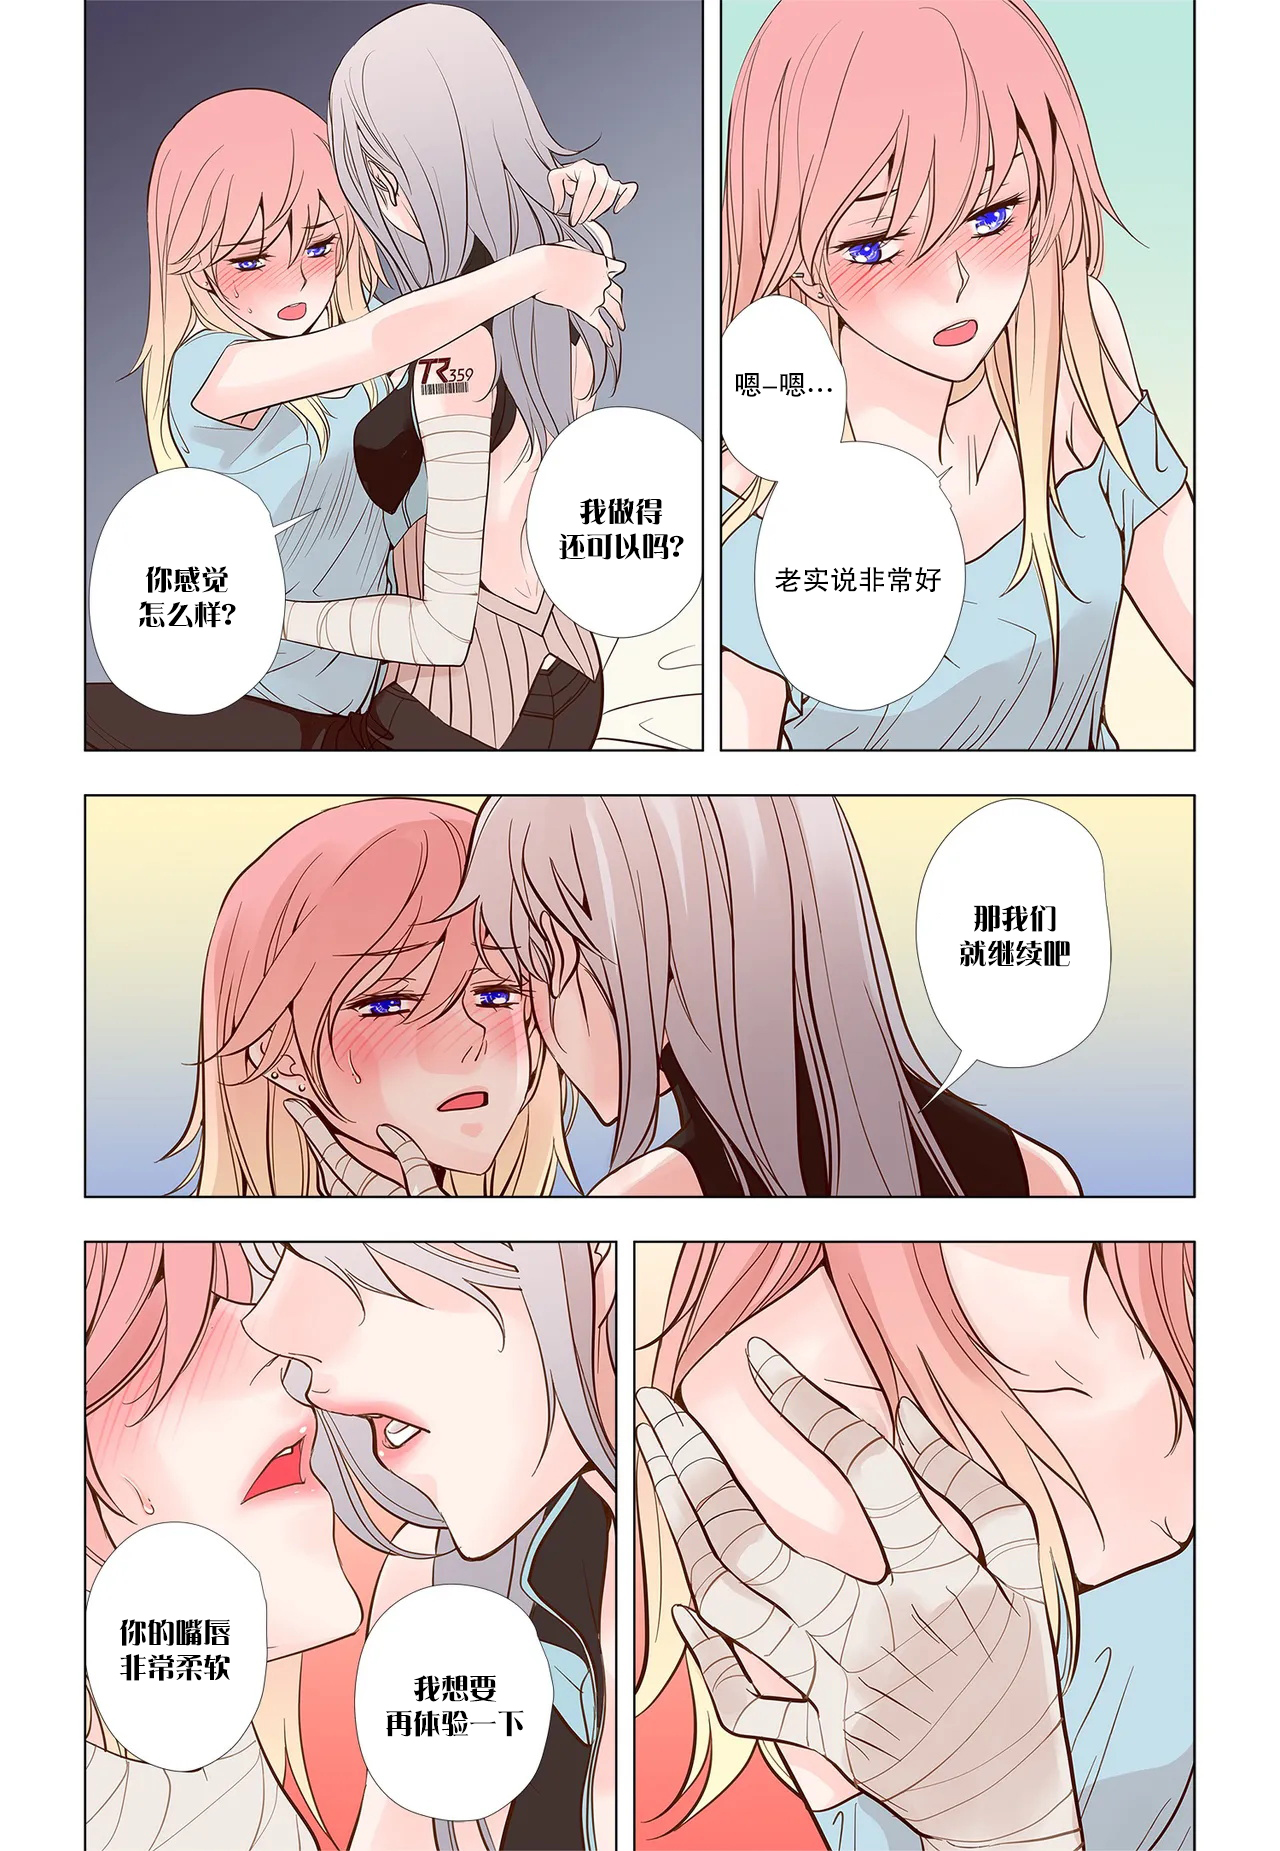 TR359
我做得
还可以吗?
你感觉
怎么样?
嗯-嗯...
老实说非常好
那我们
就继续吧
你的嘴唇
非常柔软
我想要
再体验一下